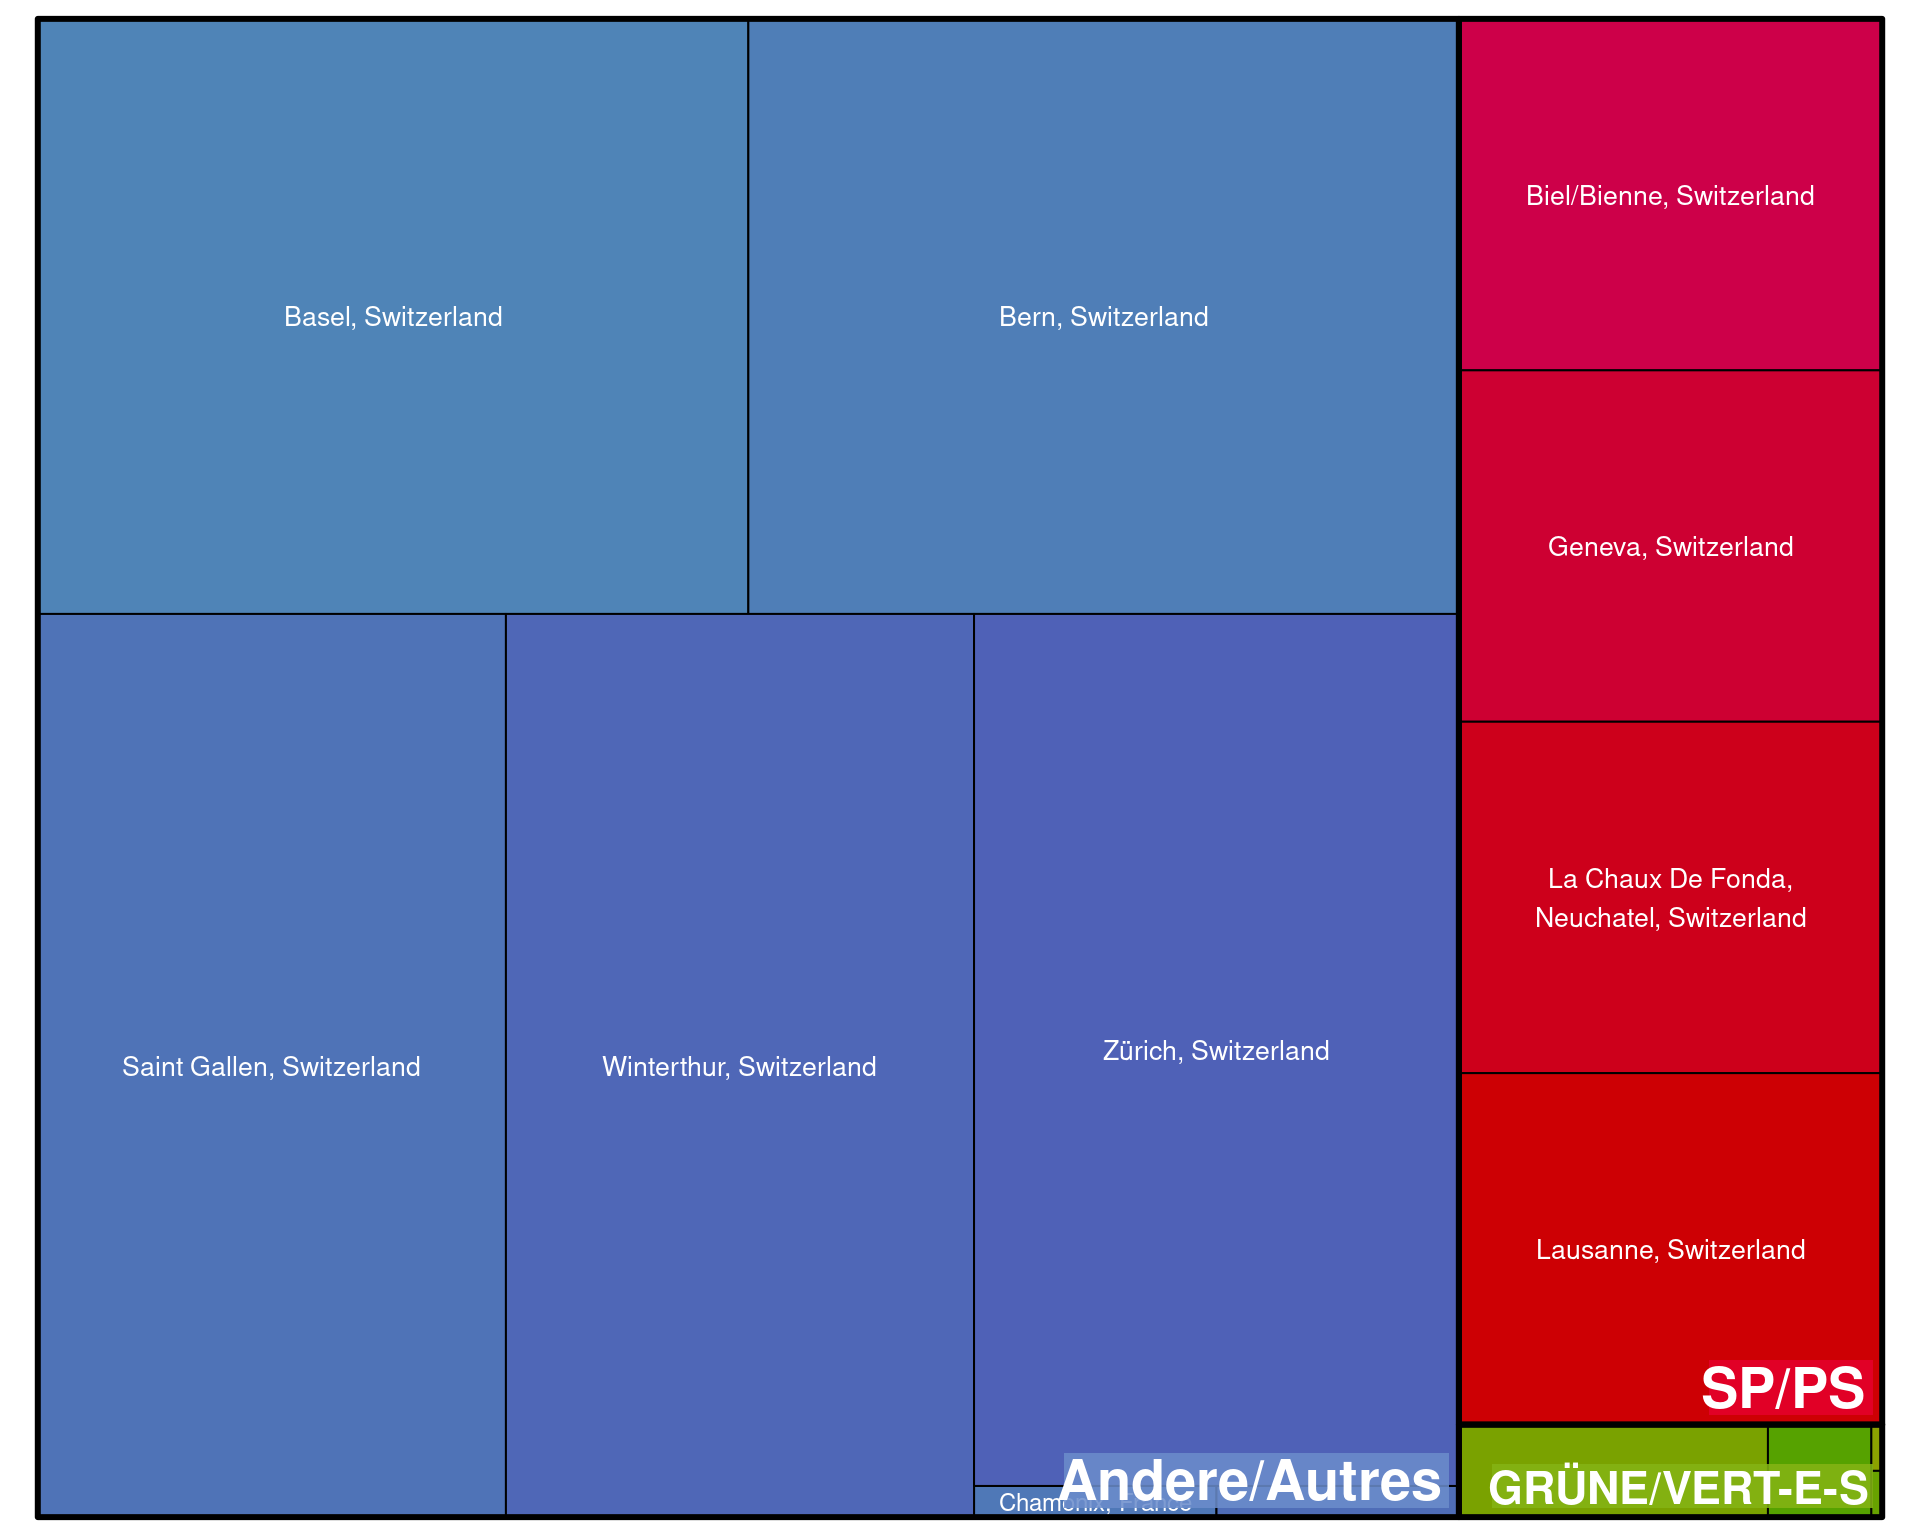 Basel, Switzerland
Bern, Switzerland
Biel/Bienne, Switzerland
Geneva, Switzerland
La Chaux De Fonda,
Neuchatel, Switzerland
Saint Gallen, Switzerland
Winterthur, Switzerland
Zürich, Switzerland
Lausanne, Switzerland
SP/PS
Chamonix, France
Andere/Autres
GRÜNE/VERT-E-S